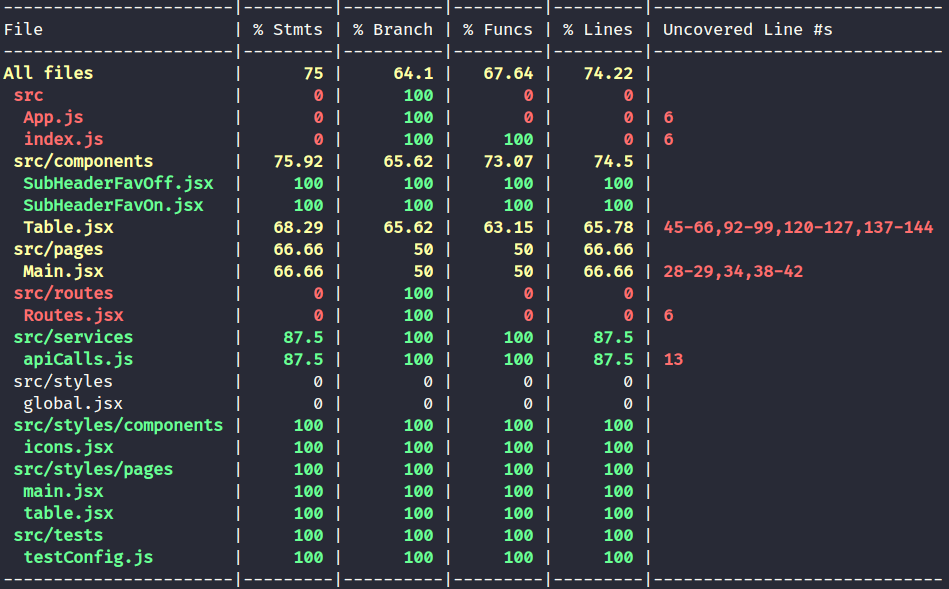 -----------------------|---------|----------|---------|---------|-----------------------------
File                   | % Stmts | % Branch | % Funcs | % Lines | Uncovered Line #s
-----------------------|---------|----------|---------|---------|-----------------------------
All files              |      75 |     64.1 |   67.64 |   74.22 |
 src                   |       0 |      100 |       0 |       0 |
  App.js               |       0 |      100 |       0 |       0 | 6
  index.js             |       0 |      100 |     100 |       0 | 6
 src/components        |   75.92 |    65.62 |   73.07 |    74.5 |
  SubHeaderFavOff.jsx  |     100 |      100 |     100 |     100 |
  SubHeaderFavOn.jsx   |     100 |      100 |     100 |     100 |
  Table.jsx            |   68.29 |    65.62 |   63.15 |   65.78 | 45-66,92-99,120-127,137-144
 src/pages             |   66.66 |       50 |      50 |   66.66 |
  Main.jsx             |   66.66 |       50 |      50 |   66.66 | 28-29,34,38-42
 src/routes            |       0 |      100 |       0 |       0 |
  Routes.jsx           |       0 |      100 |       0 |       0 | 6
 src/services          |    87.5 |      100 |     100 |    87.5 |
  apiCalls.js          |    87.5 |      100 |     100 |    87.5 | 13
 src/styles            |       0 |        0 |       0 |       0 |
  global.jsx           |       0 |        0 |       0 |       0 |
 src/styles/components |     100 |      100 |     100 |     100 |
  icons.jsx            |     100 |      100 |     100 |     100 |
 src/styles/pages      |     100 |      100 |     100 |     100 |
  main.jsx             |     100 |      100 |     100 |     100 |
  table.jsx            |     100 |      100 |     100 |     100 |
 src/tests             |     100 |      100 |     100 |     100 |
  testConfig.js        |     100 |      100 |     100 |     100 |
-----------------------|---------|----------|---------|---------|-----------------------------